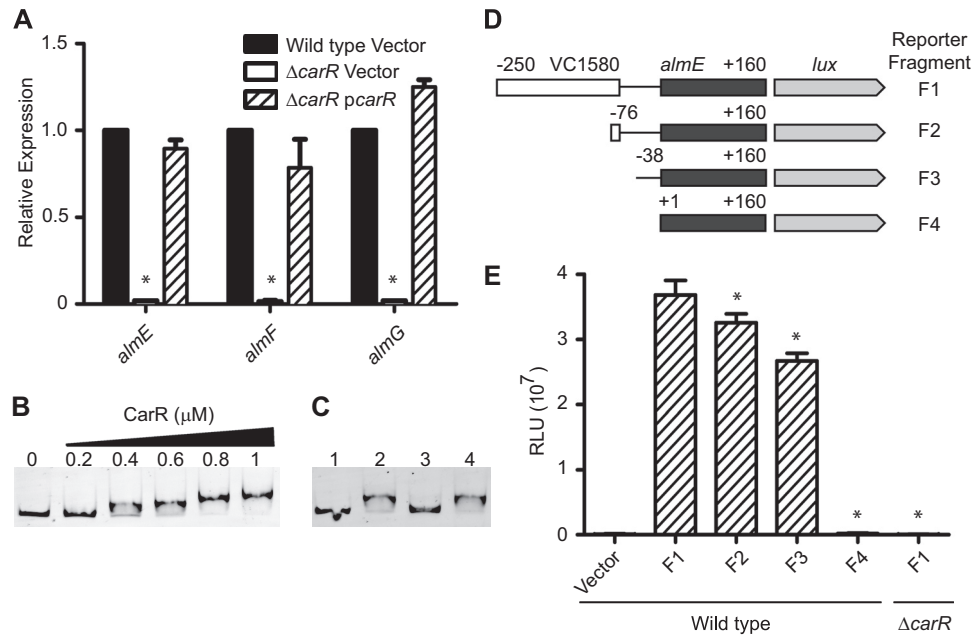 A
1.5
1.0
0.5
0
Relative Expression
Wild type Vector
ΔcarR Vector
ΔcarR pcarR
*
*
*
almE
almF
almG
B
CarR (μM)
0 0.2 0.4 0.6 0.8 1
C
1 2 3 4
D
Reporter
Fragment
-250 VC1580 almE +160 lux
F1
-76 +160
F2
-38 +160
F3
+1 +160
F4
E
4
3
2
1
0
RLU (10⁷)
*
*
*
*
Vector
F1
F2
F3
F4
F1
Wild type
ΔcarR